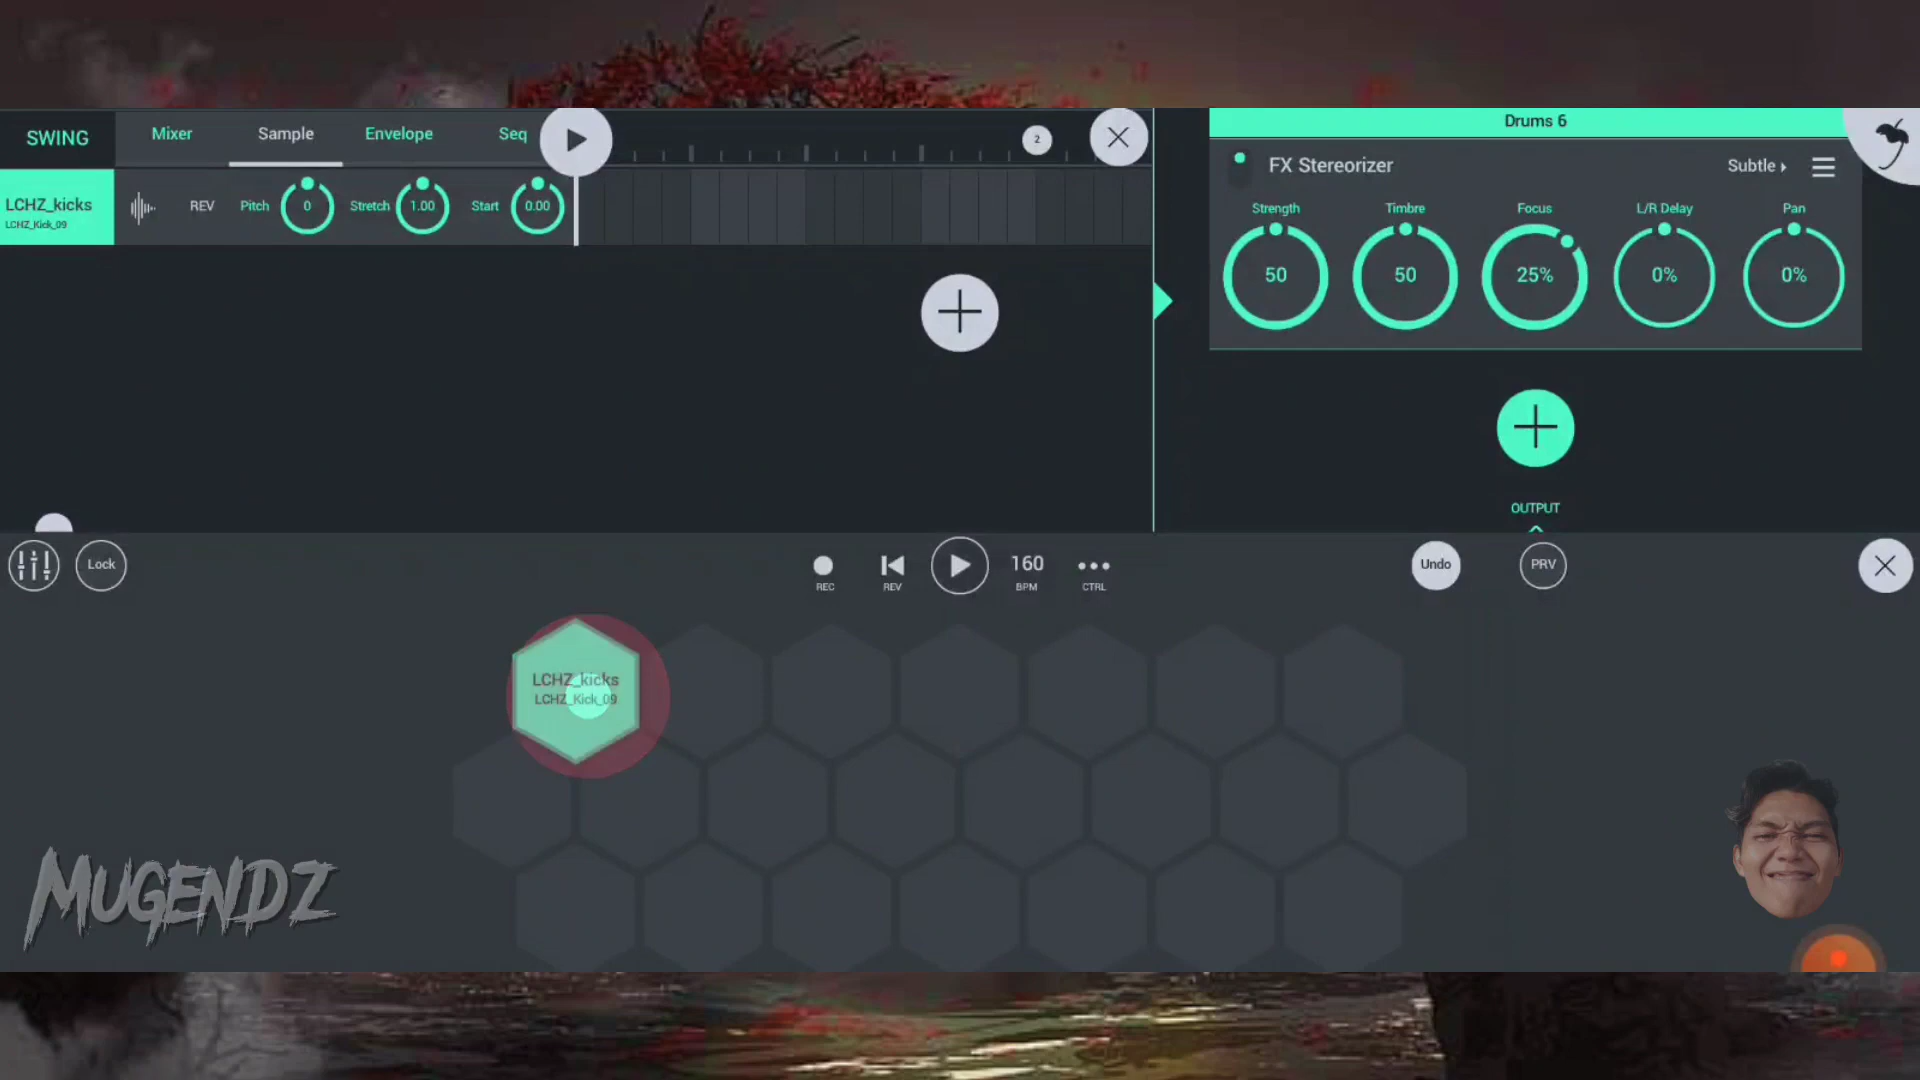 SWING
Mixer
Sample
Envelope
Seq
2
LCHZ_kicks
LCHZ_Kick_09
REV
Pitch
0
Stretch
1.00
Start
0.00
Drums 6
FX Stereorizer
Subtle
Strength
Timbre
Focus
L/R Delay
Pan
50
50
25%
0%
0%
OUTPUT
Lock
REC
REV
160
BPM
CTRL
Undo
PRV
LCHZ_kicks
LCHZ_Kick_09
MUGENDZ